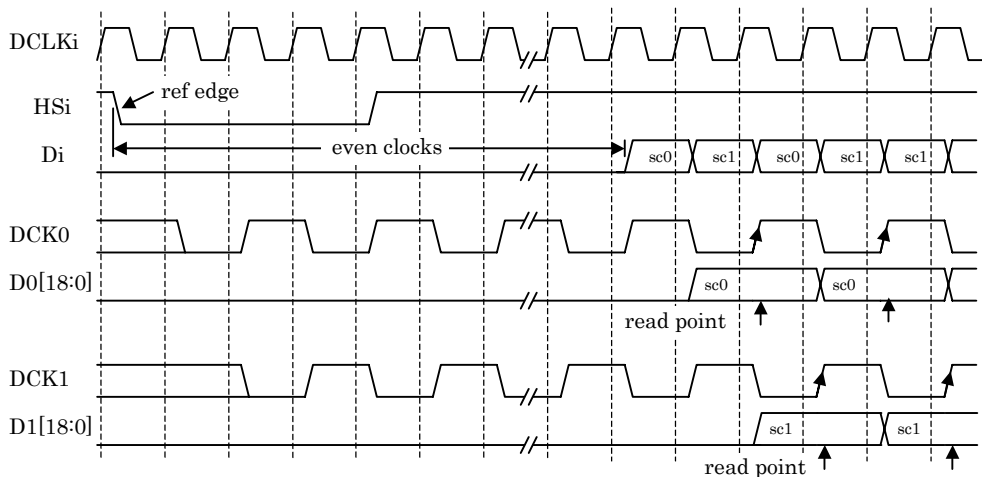 DCLKi
ref edge
HSi
even clocks
Di
sc0 sc1 sc0 sc1 sc1
DCK0
D0[18:0]
sc0 sc0
read point
DCK1
D1[18:0]
sc1 sc1
read point